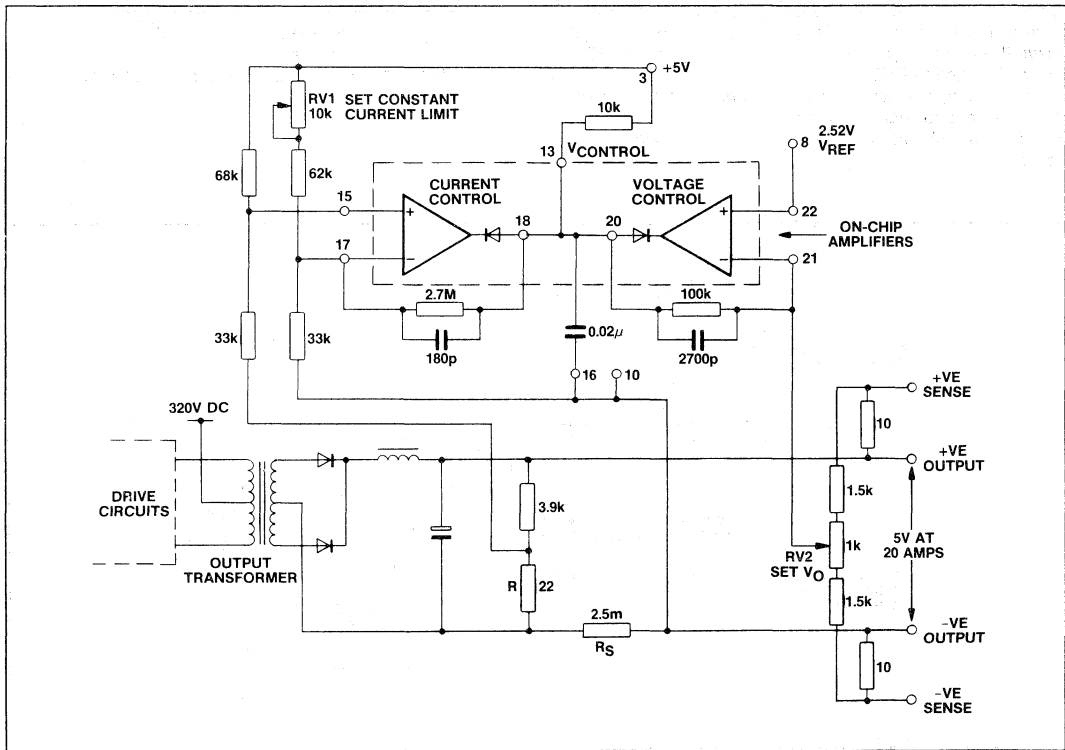 +5V
3
RV1 SET CONSTANT
10k CURRENT LIMIT
10k
13 VCONTROL
8 2.52V
VREF
68k
62k
CURRENT
CONTROL
VOLTAGE
CONTROL
15
+
18
20
+
22
ON-CHIP
AMPLIFIERS
17
−
−
21
2.7M
100k
33k
33k
180p
0.02μ
2700p
16
10
+VE
SENSE
320V DC
10
+VE
OUTPUT
DRIVE
CIRCUITS
OUTPUT
TRANSFORMER
3.9k
1.5k
RV2
SET VO
1k
5V AT
20 AMPS
R
22
1.5k
2.5m
RS
−VE
OUTPUT
10
−VE
SENSE